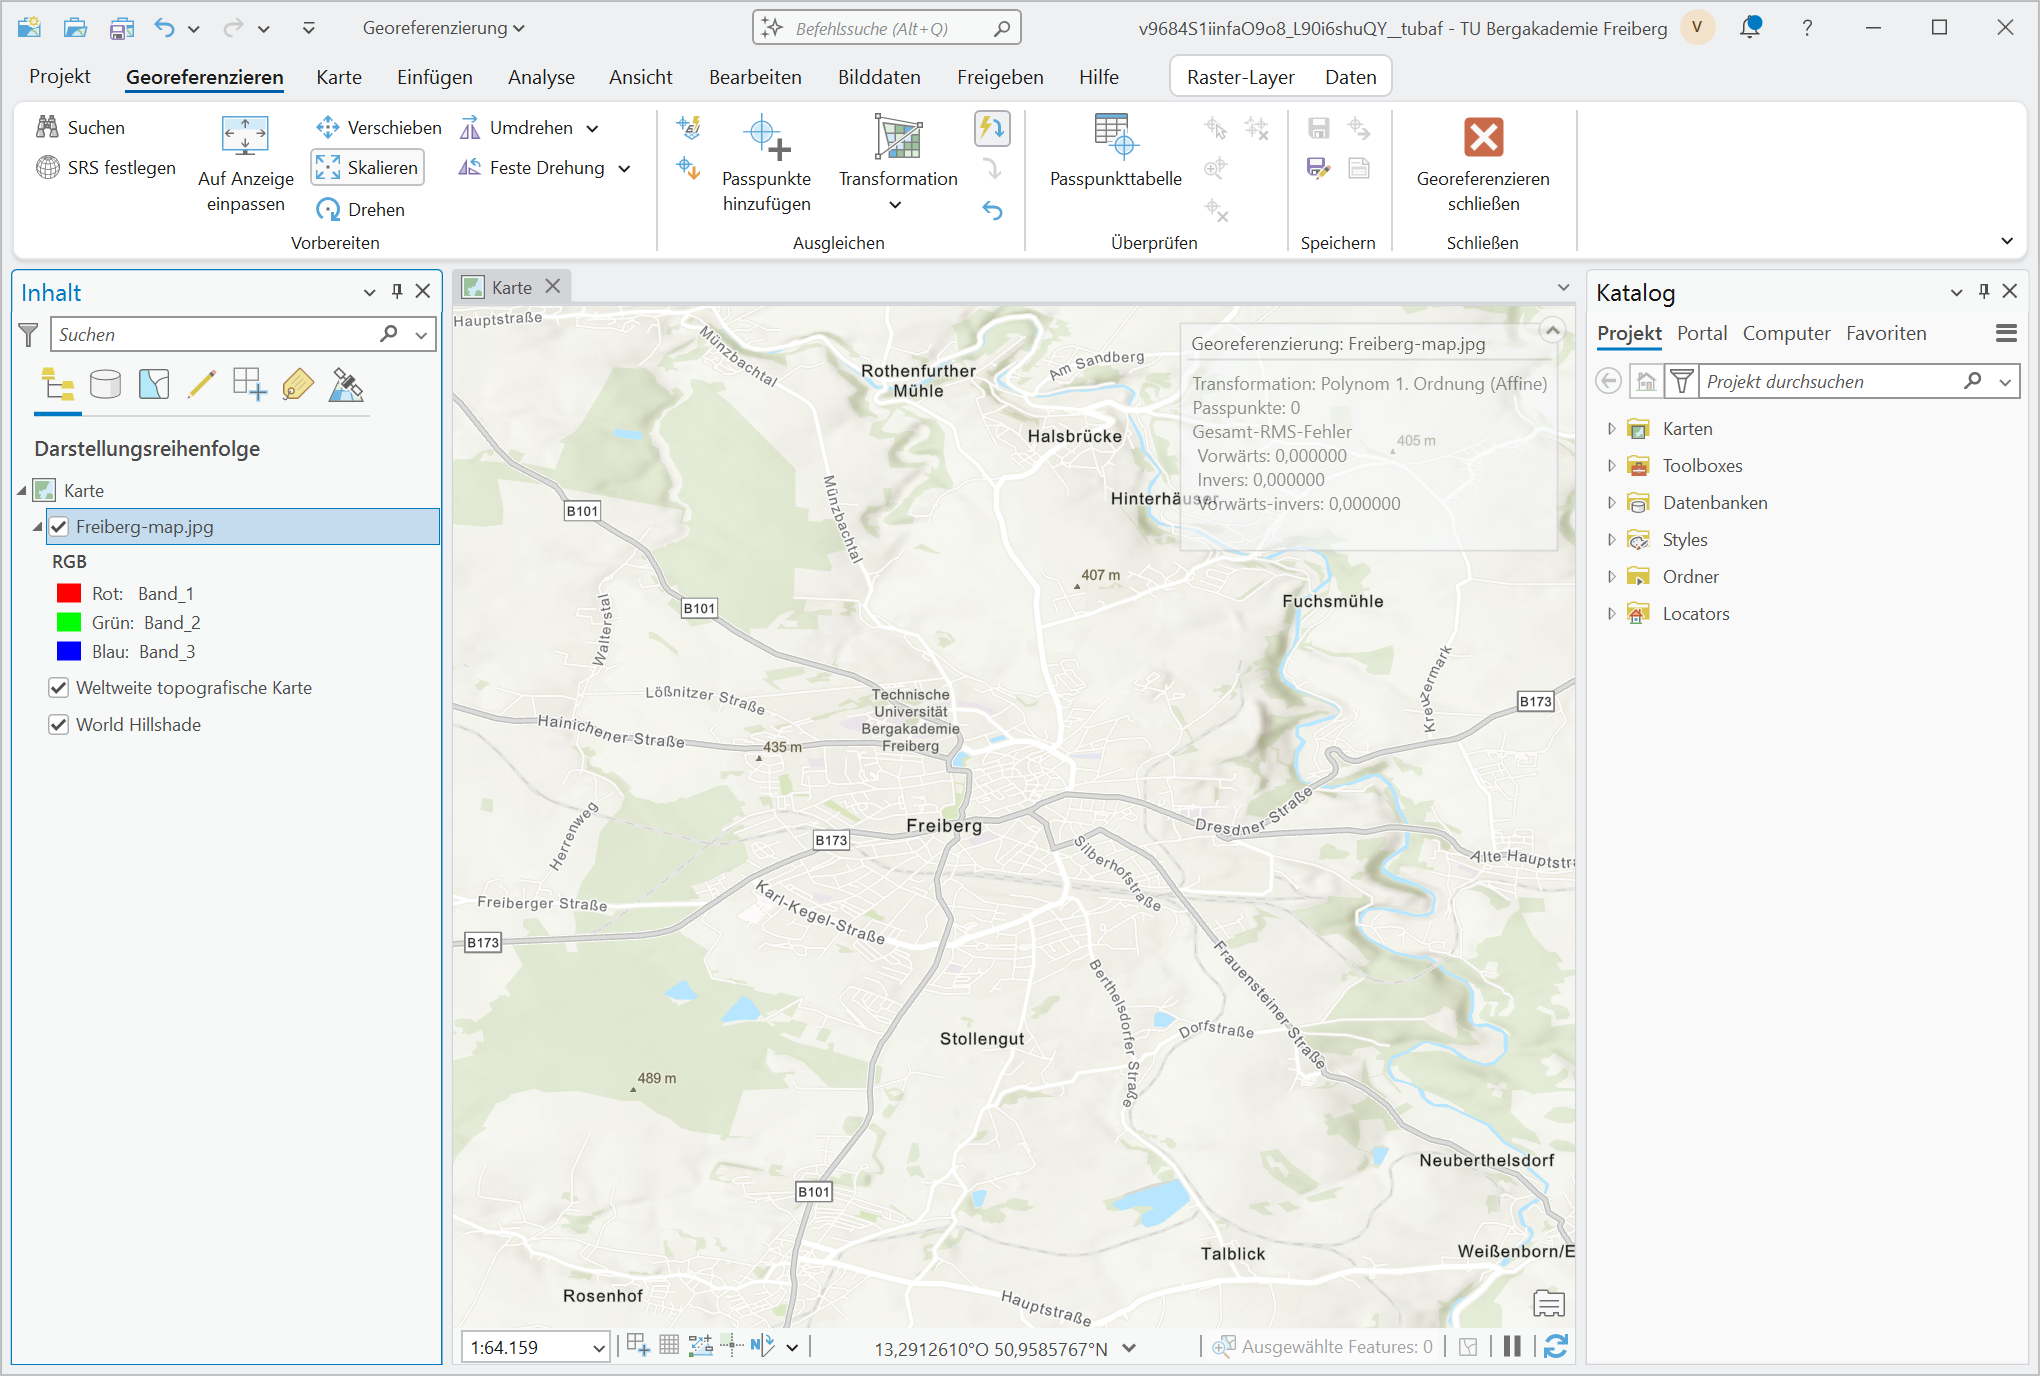 Georeferenzierung
Befehlssuche (Alt+Q)
v9684S1iinfaO9o8_L90i6shuQY__tubaf - TU Bergakademie Freiberg
V
?
Projekt
Georeferenzieren
Karte
Einfügen
Analyse
Ansicht
Bearbeiten
Bilddaten
Freigeben
Hilfe
Raster-Layer
Daten
Suchen
SRS festlegen
Auf Anzeige
einpassen
Verschieben
Skalieren
Drehen
Umdrehen
Feste Drehung
Vorbereiten
Passpunkte
hinzufügen
Transformation
Ausgleichen
Passpunkttabelle
Überprüfen
Speichern
Georeferenzieren
schließen
Schließen
Inhalt
Suchen
Darstellungsreihenfolge
Karte
Freiberg-map.jpg
RGB
Rot: Band_1
Grün: Band_2
Blau: Band_3
Weltweite topografische Karte
World Hillshade
Karte
Hauptstraße
Münzbachtal
Rothenfurther
Mühle
Am Sandberg
Halsbrücke
Georeferenzierung: Freiberg-map.jpg
Transformation: Polynom 1. Ordnung (Affine)
Passpunkte: 0
Gesamt-RMS-Fehler
Vorwärts: 0,000000
Invers: 0,000000
Vorwärts-invers: 0,000000
405 m
Hinterhäuser
Münzbachtal
B101
407 m
Fuchsmühle
B101
Walterstal
Kreuzermark
Lößnitzer Straße
Technische
Universität
Bergakademie
Freiberg
B173
Hainichener Straße
435 m
Herrenweg
Freiberg
Dresdner Straße
B173
Silberhofstraße
Alte Hauptstr
Freiberger Straße
Karl-Kegel-Straße
B173
Frauensteiner Straße
Berthelsdorfer Straße
Stollengut
Dorfstraße
489 m
Neuberthelsdorf
B101
Talblick
Weißenborn/E
Rosenhof
Hauptstraße
1:64.159
N
13,2912610°O 50,9585767°N
Ausgewählte Features: 0
Katalog
Projekt
Portal
Computer
Favoriten
Projekt durchsuchen
Karten
Toolboxes
Datenbanken
Styles
Ordner
Locators